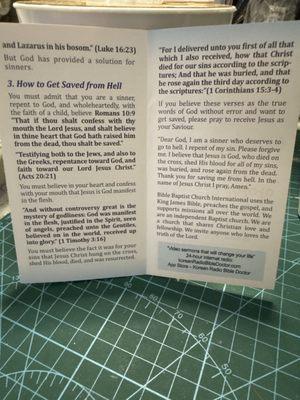 and Lazarus in his bosom." (Luke 16:23)
But God has provided a solution for
sinners.
3. How to Get Saved from Hell
You must admit that you are a sinner,
repent to God, and wholeheartedly, with
the faith of a child, believe Romans 10:9
"That if thou shalt confess with thy
mouth the Lord Jesus, and shalt believe
in thine heart that God hath raised him
from the dead, thou shalt be saved."
"Testifying both to the Jews, and also to
the Greeks, repentance toward God, and
faith toward our Lord Jesus Christ."
(Acts 20:21)
You must believe in your heart and confess
with your mouth that Jesus is God manifest
in the flesh.
"And without controversy great is the
mystery of godliness: God was manifest
in the flesh, justified in the Spirit, seen
of angels, preached unto the Gentiles,
believed on in the world, received up
into glory." (1 Timothy 3:16)
You must believe the fact it was for your
sins that Jesus Christ hung on the cross,
shed His blood, died, and was resurrected.
"For I delivered unto you first of all that
which I also received, how that Christ
died for our sins according to the scrip-
tures; And that he was buried, and that
he rose again the third day according to
the scriptures:"(1 Corinthians 15:3-4)
If you believe these verses as the true
words of God without error and want to
get saved, please pray to receive Jesus as
your Saviour.
"Dear God, I am a sinner who deserves to
go to hell. I repent of my sin. Please forgive
me. I believe that Jesus is God, who died on
the cross, shed His blood for all of my sins,
was buried, and rose again from the dead.
Thank you for saving me from hell. In the
name of Jesus Christ I pray, Amen."
Bible Baptist Church International uses the
King James Bible, preaches the gospel, and
supports missions all over the world. We
are an independent Baptist church. We are
a church that shares Christian love and
fellowship. We invite anyone who loves the
truth of the Lord.
"Video sermons that will change your life"
24-hour internet radio:
KoreanRadioBibleDoctor.com
App Store - Korean Radio Bible Doctor